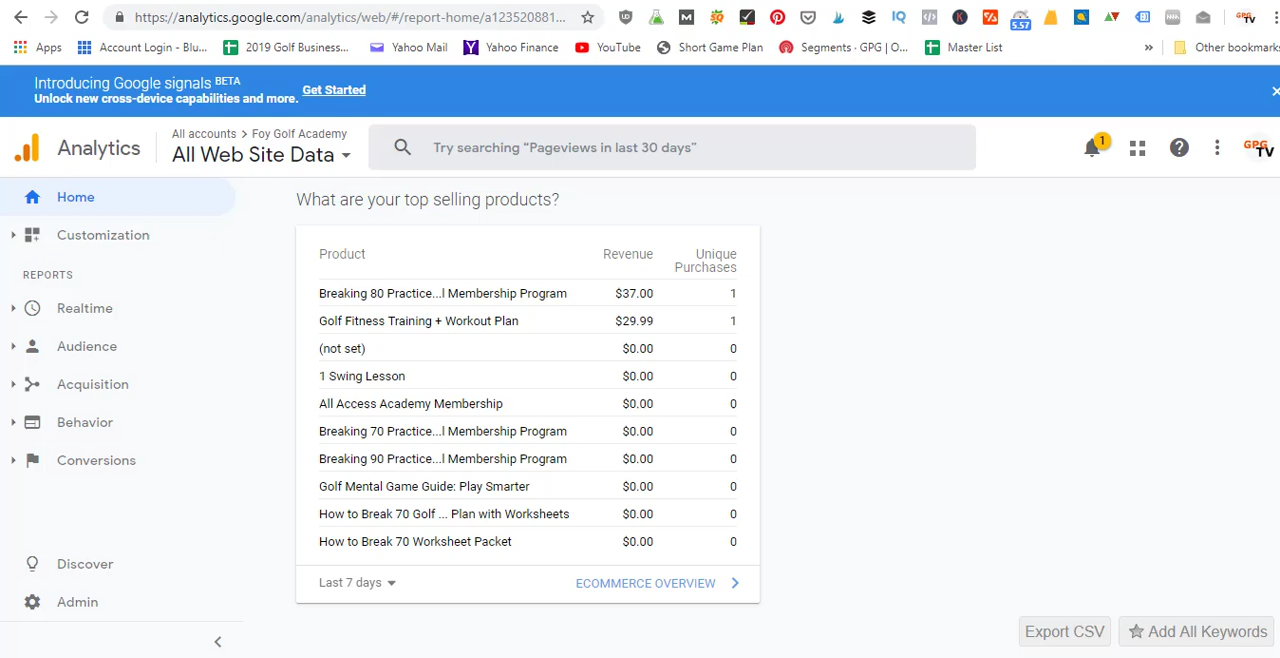 https://analytics.google.com/analytics/web/#/report-home/a123520881...
5.57
GPG TV
Apps
Account Login - Blu...
2019 Golf Business...
Yahoo Mail
Yahoo Finance
YouTube
Short Game Plan
Segments - GPG | O...
Master List
»
Other bookmarks
Introducing Google signals BETA
Unlock new cross-device capabilities and more.
Get Started
Analytics
All accounts > Foy Golf Academy
All Web Site Data
Try searching “Pageviews in last 30 days”
1
GPG TV
Home
Customization
REPORTS
Realtime
Audience
Acquisition
Behavior
Conversions
Discover
Admin
What are your top selling products?
Product Revenue Unique Purchases
Breaking 80 Practice...l Membership Program $37.00 1
Golf Fitness Training + Workout Plan $29.99 1
(not set) $0.00 0
1 Swing Lesson $0.00 0
All Access Academy Membership $0.00 0
Breaking 70 Practice...l Membership Program $0.00 0
Breaking 90 Practice...l Membership Program $0.00 0
Golf Mental Game Guide: Play Smarter $0.00 0
How to Break 70 Golf ... Plan with Worksheets $0.00 0
How to Break 70 Worksheet Packet $0.00 0
Last 7 days
ECOMMERCE OVERVIEW
Export CSV
Add All Keywords